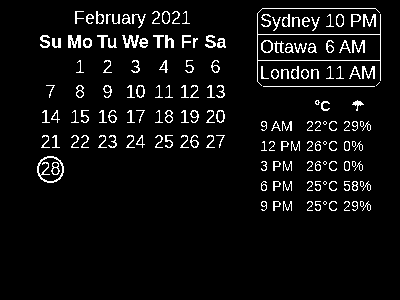 February 2021
Su Mo Tu We Th Fr Sa
1 2 3 4 5 6
7 8 9 10 11 12 13
14 15 16 17 18 19 20
21 22 23 24 25 26 27
28
Sydney 10 PM
Ottawa 6 AM
London 11 AM
°C ☂
9 AM 22°C 29%
12 PM 26°C 0%
3 PM 26°C 0%
6 PM 25°C 58%
9 PM 25°C 29%